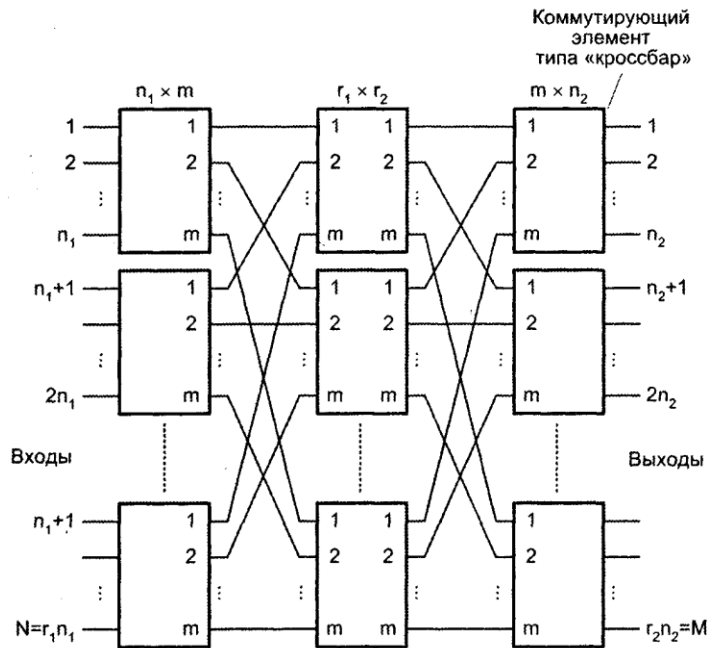 Коммутирующий
элемент
типа «кроссбар»
n₁ × m r₁ × r₂ m × n₂
1 1 1 1 1 1
2 2 2 2 2 2
⋮ ⋮ ⋮ ⋮ ⋮ ⋮
n₁ m m m m n₂
n₁+1 1 1 1 1 n₂+1
2 2 2 2
⋮ ⋮ ⋮ ⋮ ⋮ ⋮
2n₁ m m m m 2n₂
Входы Выходы
n₁+1 1 1 1 1
2 2 2 2
⋮ ⋮ ⋮ ⋮ ⋮ ⋮
N=r₁n₁ m m m m r₂n₂=M